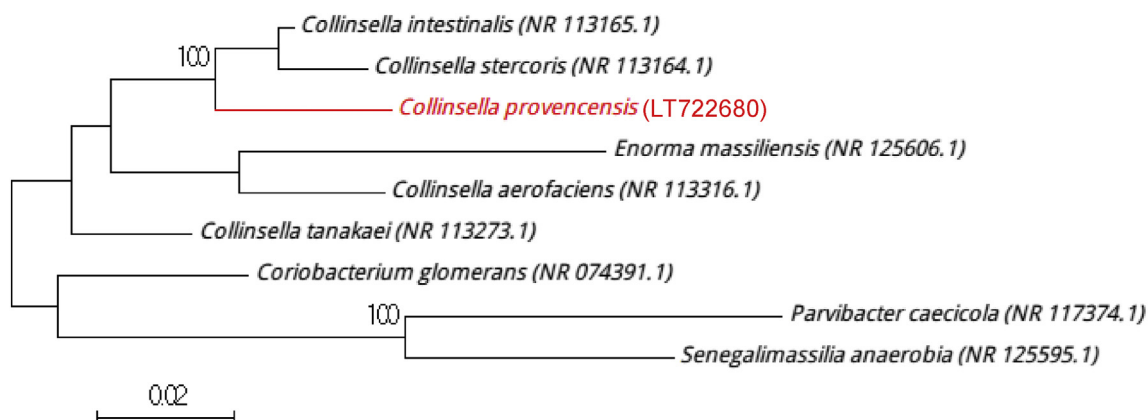 Collinsella intestinalis (NR 113165.1)
100
Collinsella stercoris (NR 113164.1)
Collinsella provencensis (LT722680)
Enorma massiliensis (NR 125606.1)
Collinsella aerofaciens (NR 113316.1)
Collinsella tanakaei (NR 113273.1)
Coriobacterium glomerans (NR 074391.1)
100
Parvibacter caecicola (NR 117374.1)
Senegalimassilia anaerobia (NR 125595.1)
0.02